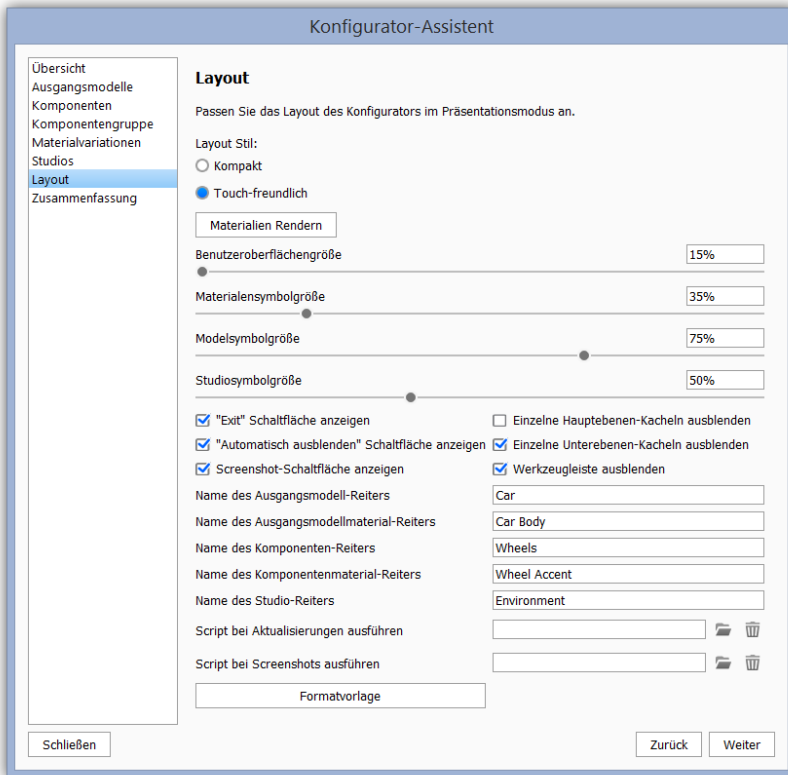 Konfigurator-Assistent
Übersicht
Ausgangsmodelle
Komponenten
Komponentengruppe
Materialvariationen
Studios
Layout
Zusammenfassung
Layout
Passen Sie das Layout des Konfigurators im Präsentationsmodus an.
Layout Stil:
Kompakt
Touch-freundlich
Materialien Rendern
Benutzeroberflächengröße 15%
Materialensymbolgröße 35%
Modelsymbolgröße 75%
Studiosymbolgröße 50%
"Exit" Schaltfläche anzeigen Einzelne Hauptebenen-Kacheln ausblenden
"Automatisch ausblenden" Schaltfläche anzeigen Einzelne Unterebenen-Kacheln ausblenden
Screenshot-Schaltfläche anzeigen Werkzeugleiste ausblenden
Name des Ausgangsmodell-Reiters Car
Name des Ausgangsmodellmaterial-Reiters Car Body
Name des Komponenten-Reiters Wheels
Name des Komponentenmaterial-Reiters Wheel Accent
Name des Studio-Reiters Environment
Script bei Aktualisierungen ausführen
Script bei Screenshots ausführen
Formatvorlage
Schließen Zurück Weiter